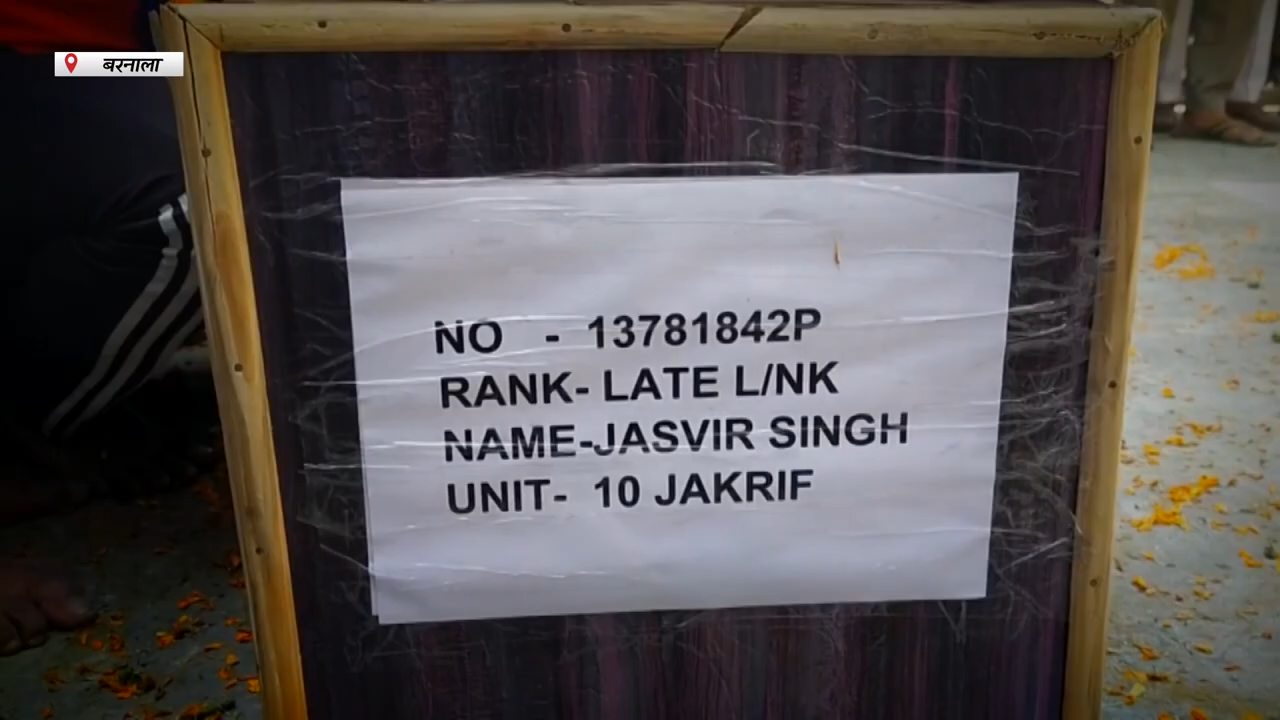 बरनाला
NO - 13781842P
RANK- LATE L/NK
NAME-JASVIR SINGH
UNIT- 10 JAKRIF